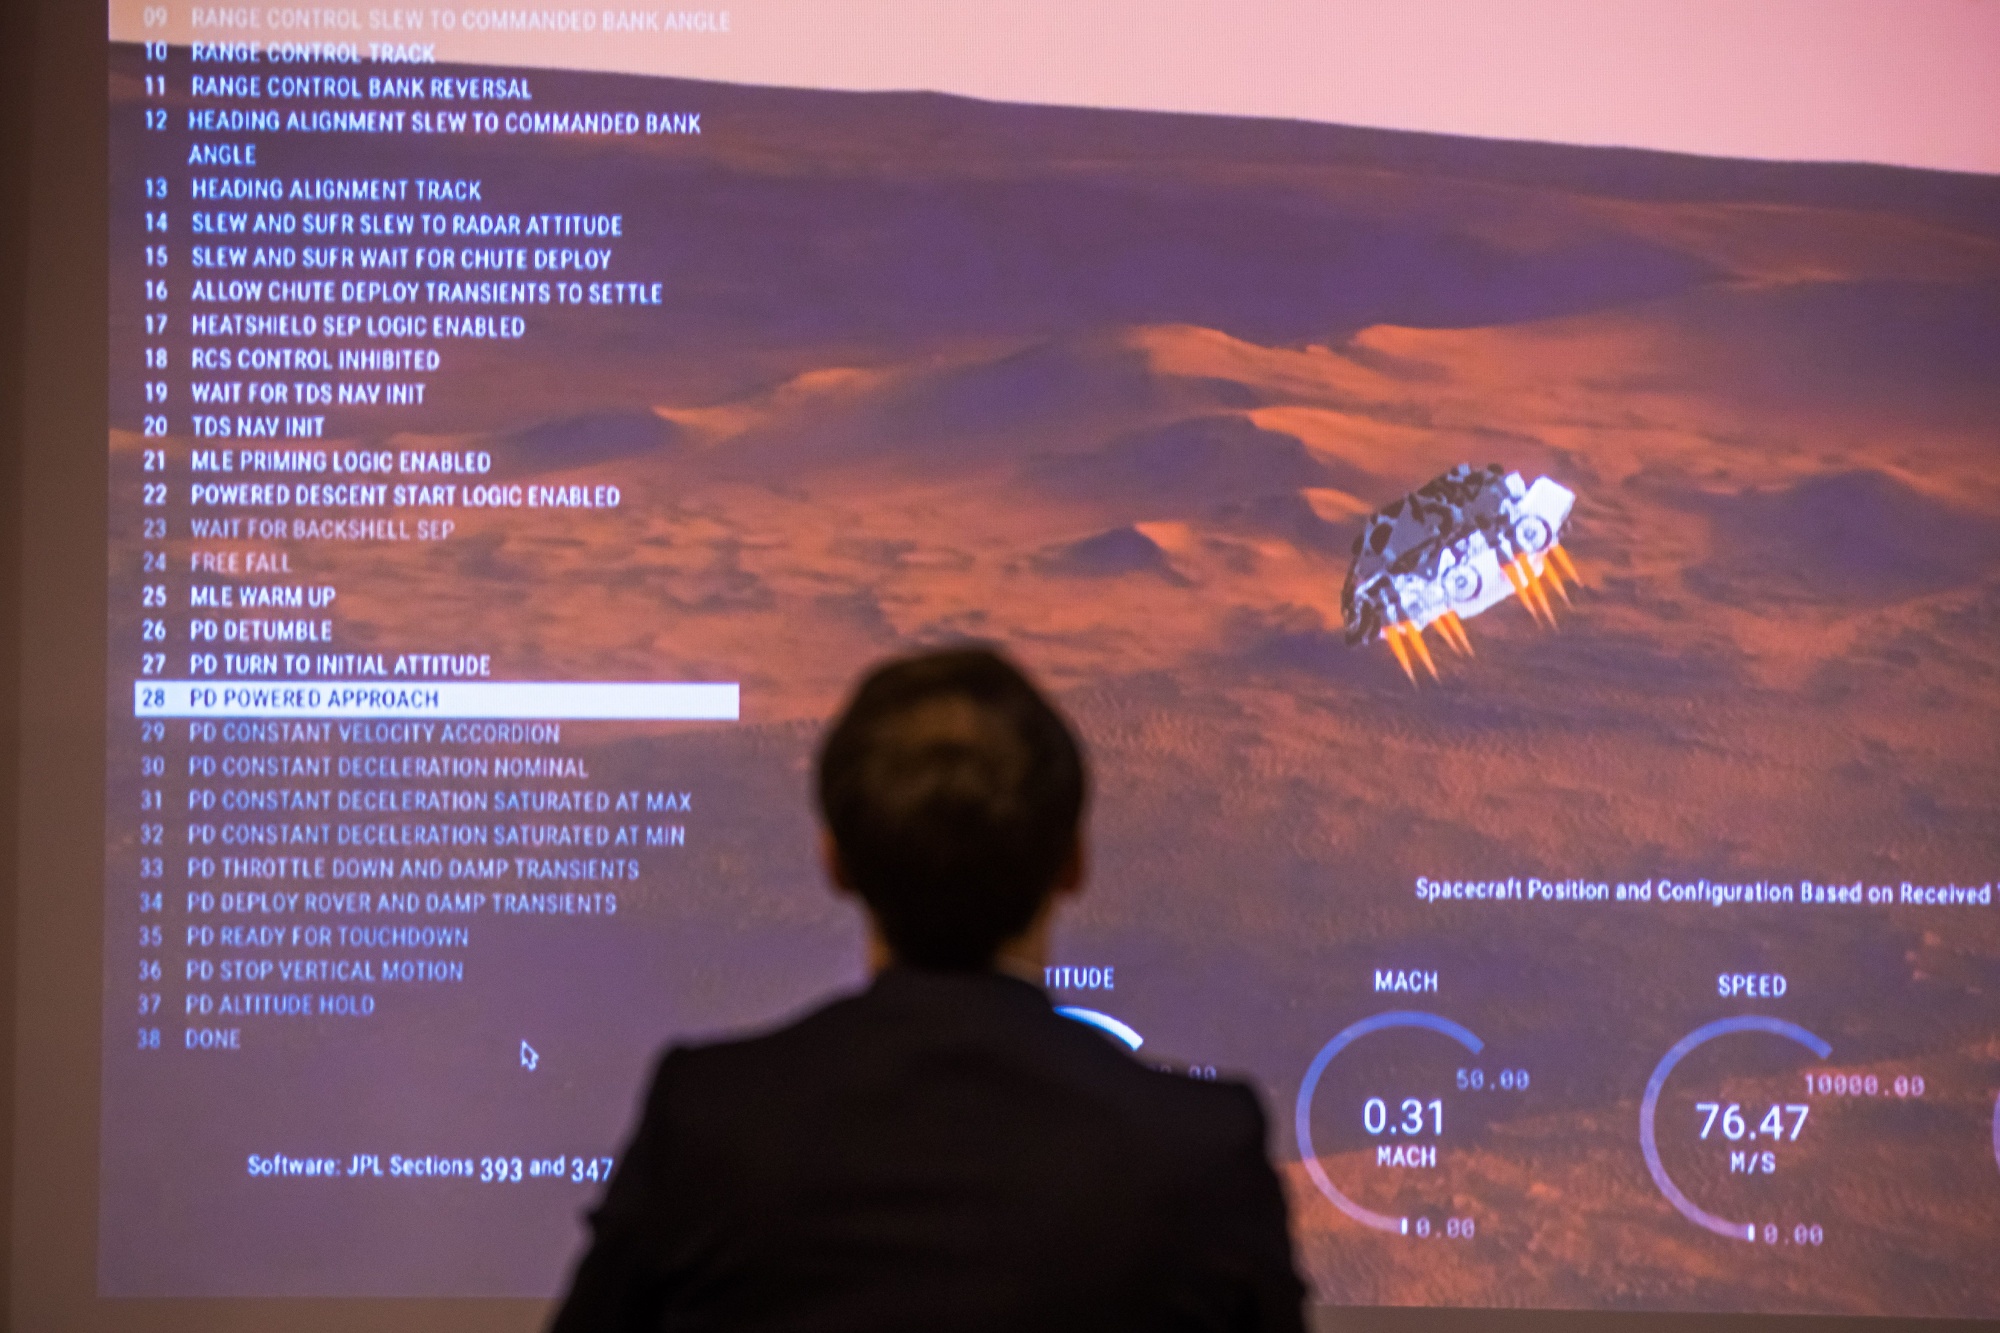 09 RANGE CONTROL SLEW TO COMMANDED BANK ANGLE
10 RANGE CONTROL TRACK
11 RANGE CONTROL BANK REVERSAL
12 HEADING ALIGNMENT SLEW TO COMMANDED BANK
ANGLE
13 HEADING ALIGNMENT TRACK
14 SLEW AND SUFR SLEW TO RADAR ATTITUDE
15 SLEW AND SUFR WAIT FOR CHUTE DEPLOY
16 ALLOW CHUTE DEPLOY TRANSIENTS TO SETTLE
17 HEATSHIELD SEP LOGIC ENABLED
18 RCS CONTROL INHIBITED
19 WAIT FOR TDS NAV INIT
20 TDS NAV INIT
21 MLE PRIMING LOGIC ENABLED
22 POWERED DESCENT START LOGIC ENABLED
23 WAIT FOR BACKSHELL SEP
24 FREE FALL
25 MLE WARM UP
26 PD DETUMBLE
27 PD TURN TO INITIAL ATTITUDE
28 PD POWERED APPROACH
29 PD CONSTANT VELOCITY ACCORDION
30 PD CONSTANT DECELERATION NOMINAL
31 PD CONSTANT DECELERATION SATURATED AT MAX
32 PD CONSTANT DECELERATION SATURATED AT MIN
33 PD THROTTLE DOWN AND DAMP TRANSIENTS
34 PD DEPLOY ROVER AND DAMP TRANSIENTS
35 PD READY FOR TOUCHDOWN
36 PD STOP VERTICAL MOTION
37 PD ALTITUDE HOLD
38 DONE
Software: JPL Sections 393 and 347
Spacecraft Position and Configuration Based on Received
TITUDE
MACH
50.00
0.31
MACH
0.00
SPEED
10000.00
76.47
M/S
0.00